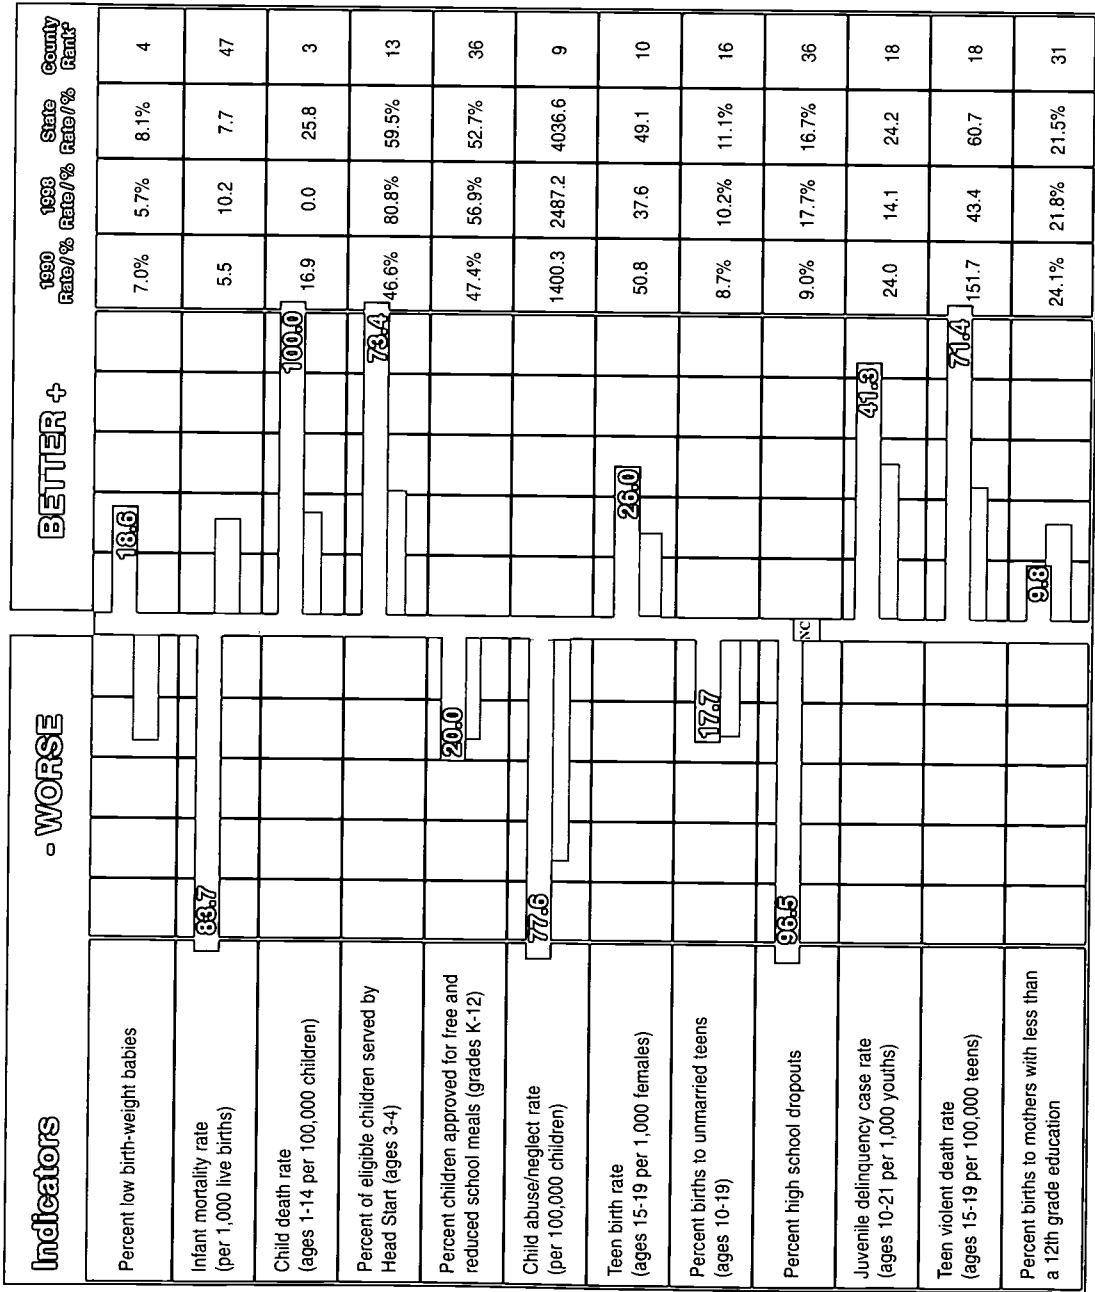 Indicators
- WORSE
BETTER +
1990 Rate / %
1998 Rate / %
State Rate / %
County Rank*
Percent low birth-weight babies
18.6
7.0%
5.7%
8.1%
4
Infant mortality rate
(per 1,000 live births)
83.7
5.5
10.2
7.7
47
Child death rate
(ages 1-14 per 100,000 children)
100.0
16.9
0.0
25.8
3
Percent of eligible children served by
Head Start (ages 3-4)
73.4
46.6%
80.8%
59.5%
13
Percent children approved for free and
reduced school meals (grades K-12)
20.0
47.4%
56.9%
52.7%
36
Child abuse/neglect rate
(per 100,000 children)
77.6
1400.3
2487.2
4036.6
9
Teen birth rate
(ages 15-19 per 1,000 females)
26.0
50.8
37.6
49.1
10
Percent births to unmarried teens
(ages 10-19)
17.7
8.7%
10.2%
11.1%
16
Percent high school dropouts
96.5
NC
9.0%
17.7%
16.7%
36
Juvenile delinquency case rate
(ages 10-21 per 1,000 youths)
41.3
24.0
14.1
24.2
18
Teen violent death rate
(ages 15-19 per 100,000 teens)
71.4
151.7
43.4
60.7
18
Percent births to mothers with less than
a 12th grade education
9.8
24.1%
21.8%
21.5%
31